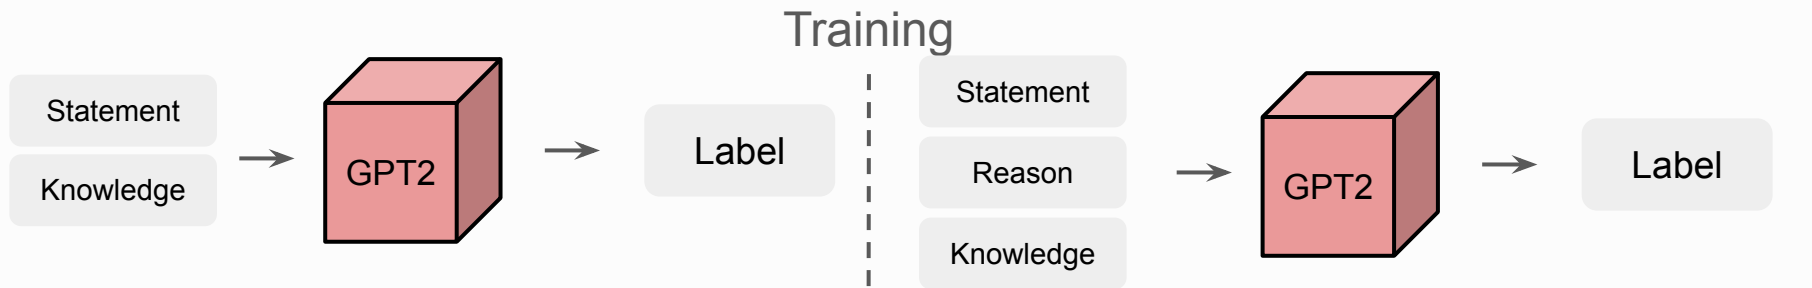 Training
Statement
Knowledge
GPT2
Label
Statement
Reason
Knowledge
GPT2
Label